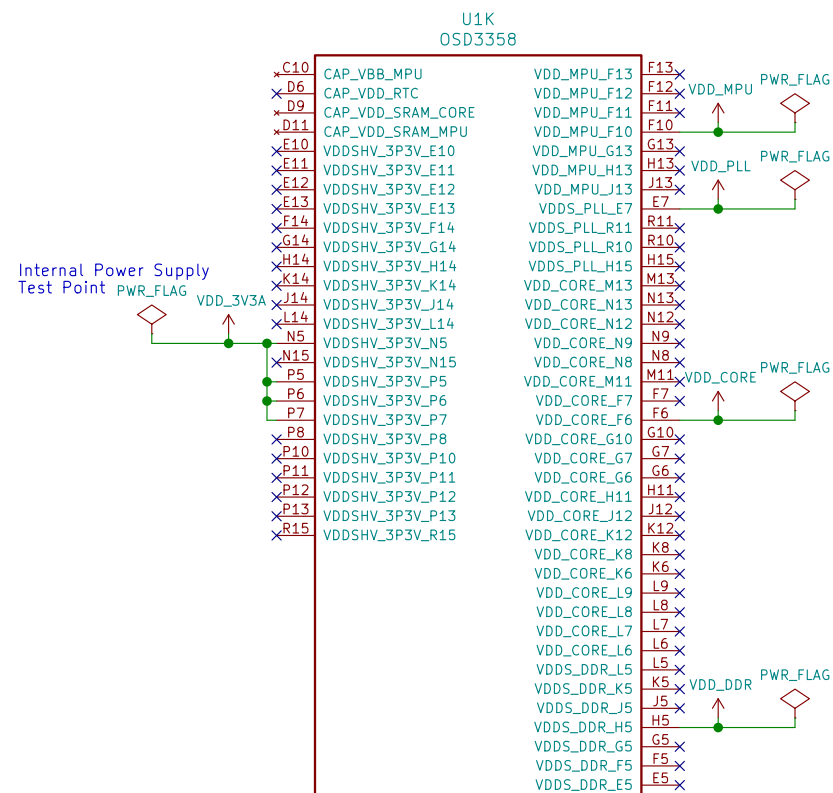 U1K
OSD3358
C10 CAP_VBB_MPU
D6 CAP_VDD_RTC
D9 CAP_VDD_SRAM_CORE
D11 CAP_VDD_SRAM_MPU
E10 VDDSHV_3P3V_E10
E11 VDDSHV_3P3V_E11
E12 VDDSHV_3P3V_E12
E13 VDDSHV_3P3V_E13
F14 VDDSHV_3P3V_F14
G14 VDDSHV_3P3V_G14
H14 VDDSHV_3P3V_H14
K14 VDDSHV_3P3V_K14
J14 VDDSHV_3P3V_J14
L14 VDDSHV_3P3V_L14
N5 VDDSHV_3P3V_N5
N15 VDDSHV_3P3V_N15
P5 VDDSHV_3P3V_P5
P6 VDDSHV_3P3V_P6
P7 VDDSHV_3P3V_P7
P8 VDDSHV_3P3V_P8
P10 VDDSHV_3P3V_P10
P11 VDDSHV_3P3V_P11
P12 VDDSHV_3P3V_P12
P13 VDDSHV_3P3V_P13
R15 VDDSHV_3P3V_R15
Internal Power Supply
Test Point
PWR_FLAG
VDD_3V3A
VDD_MPU_F13 F13
VDD_MPU_F12 F12
VDD_MPU_F11 F11
VDD_MPU_F10 F10
VDD_MPU_G13 G13
VDD_MPU_H13 H13
VDD_MPU_J13 J13
VDDS_PLL_E7 E7
VDDS_PLL_R11 R11
VDDS_PLL_R10 R10
VDDS_PLL_H15 H15
VDD_CORE_M13 M13
VDD_CORE_N13 N13
VDD_CORE_N12 N12
VDD_CORE_N9 N9
VDD_CORE_N8 N8
VDD_CORE_M11 M11
VDD_CORE_F7 F7
VDD_CORE_F6 F6
VDD_CORE_G10 G10
VDD_CORE_G7 G7
VDD_CORE_G6 G6
VDD_CORE_H11 H11
VDD_CORE_J12 J12
VDD_CORE_K12 K12
VDD_CORE_K8 K8
VDD_CORE_K6 K6
VDD_CORE_L9 L9
VDD_CORE_L8 L8
VDD_CORE_L7 L7
VDD_CORE_L6 L6
VDDS_DDR_L5 L5
VDDS_DDR_K5 K5
VDDS_DDR_J5 J5
VDDS_DDR_H5 H5
VDDS_DDR_G5 G5
VDDS_DDR_F5 F5
VDDS_DDR_E5 E5
PWR_FLAG
VDD_MPU
PWR_FLAG
VDD_PLL
PWR_FLAG
VDD_CORE
PWR_FLAG
VDD_DDR